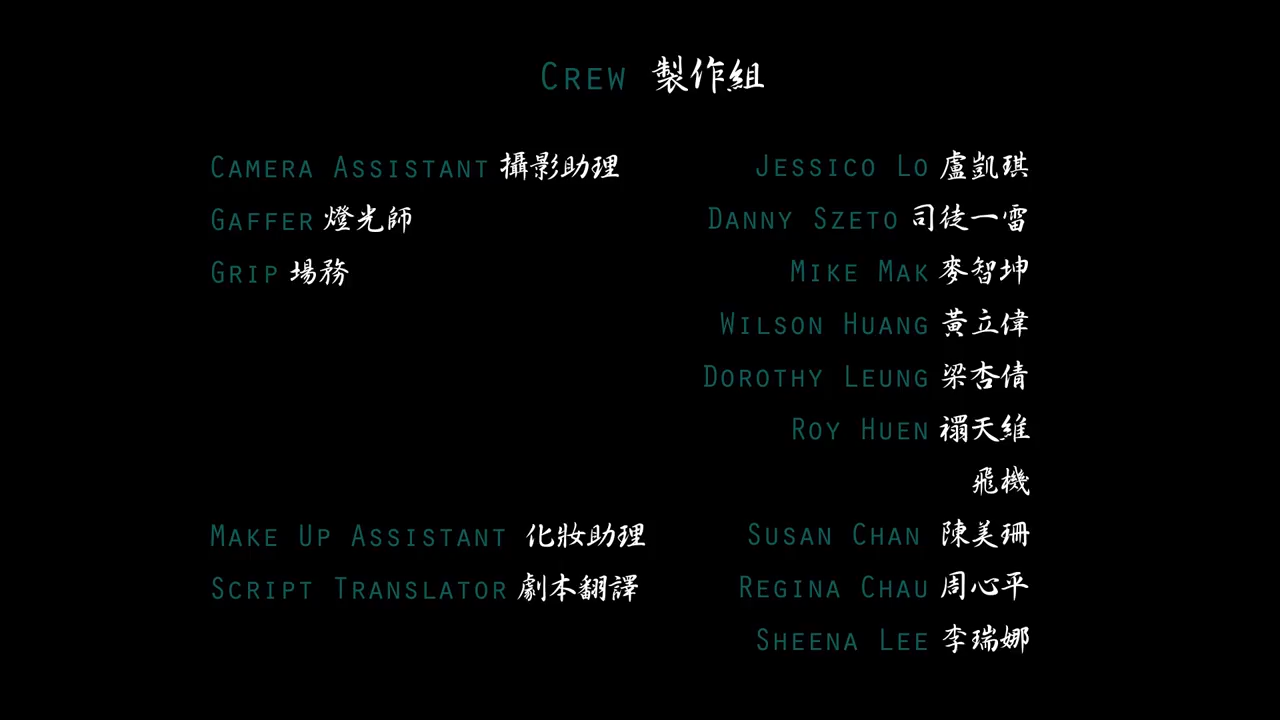 Crew 製作組
Camera Assistant 攝影助理 Jessico Lo 盧凱琪
Gaffer 燈光師 Danny Szeto 司徒一雷
Grip 場務 Mike Mak 麥智坤
Wilson Huang 黃立偉
Dorothy Leung 梁杏倩
Roy Huen 禤天維
飛機
Make Up Assistant 化妝助理 Susan Chan 陳美珊
Script Translator 劇本翻譯 Regina Chau 周心平
Sheena Lee 李瑞娜